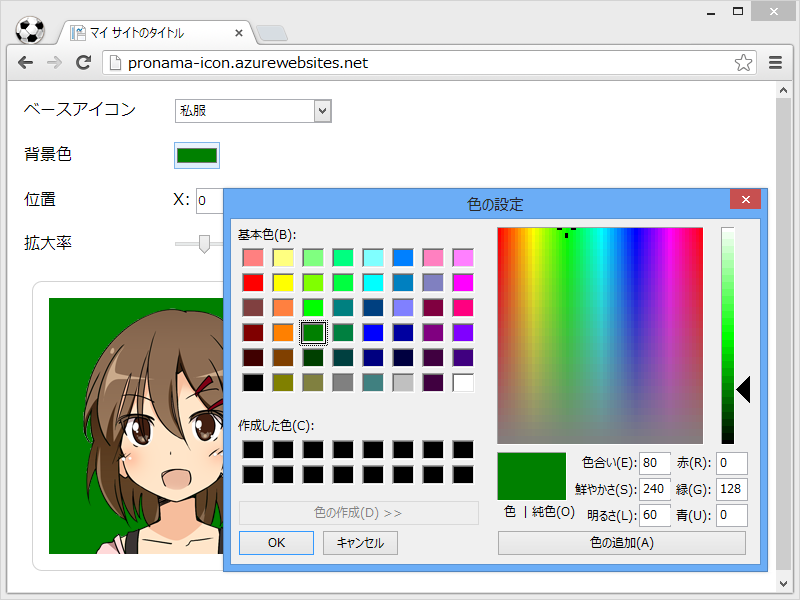 マイ サイトのタイトル
pronama-icon.azurewebsites.net
ベースアイコン
私服
背景色
位置
X: 0
拡大率
色の設定
基本色(B):
作成した色(C):
色の作成(D) >>
OK
キャンセル
色 | 純色(O)
色合い(E): 80 赤(R): 0
鮮やかさ(S): 240 緑(G): 128
明るさ(L): 60 青(U): 0
色の追加(A)